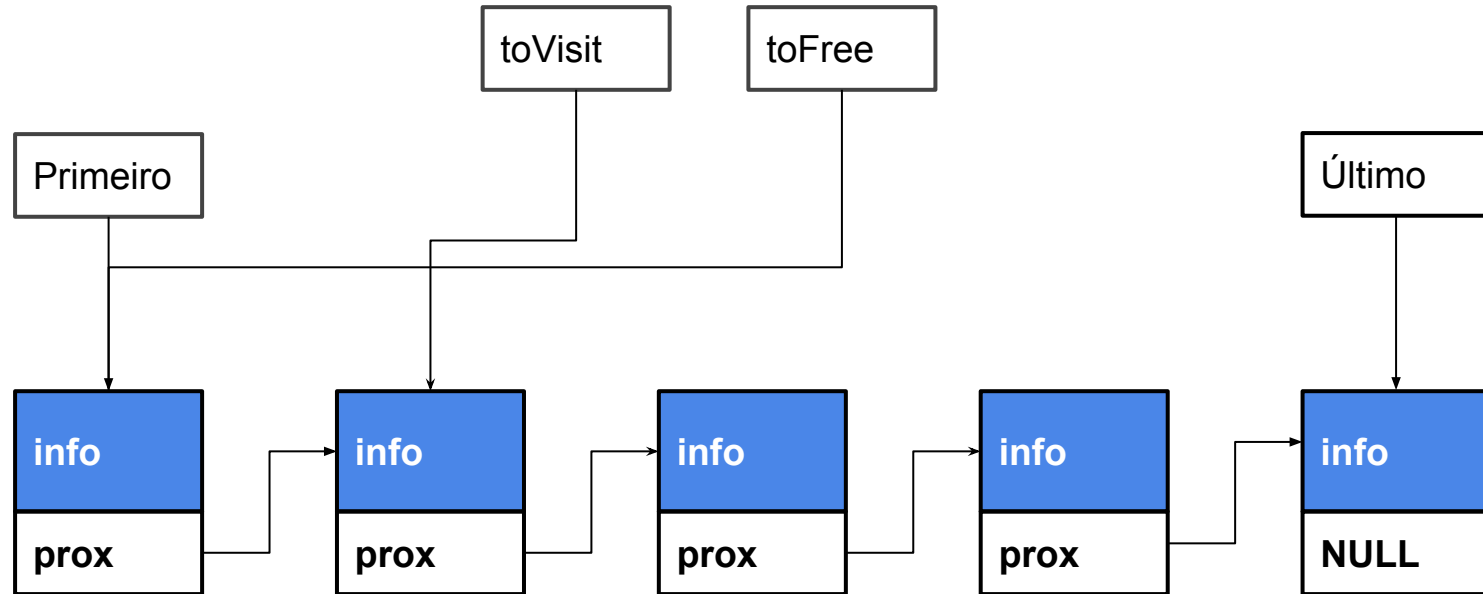 toVisit
toFree
Primeiro
Último
info
info
info
info
info
prox
prox
prox
prox
NULL